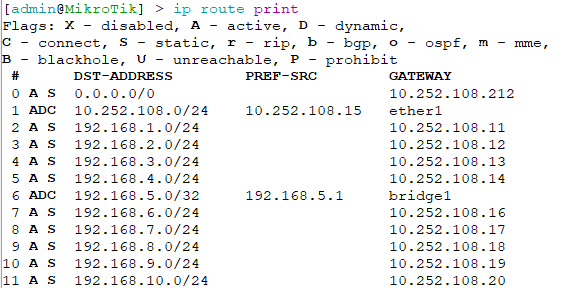 [admin@MikroTik] > ip route print
Flags: X - disabled, A - active, D - dynamic,
C - connect, S - static, r - rip, b - bgp, o - ospf, m - mme,
B - blackhole, U - unreachable, P - prohibit
# DST-ADDRESS PREF-SRC GATEWAY
0 A S 0.0.0.0/0 10.252.108.212
1 ADC 10.252.108.0/24 10.252.108.15 ether1
2 A S 192.168.1.0/24 10.252.108.11
3 A S 192.168.2.0/24 10.252.108.12
4 A S 192.168.3.0/24 10.252.108.13
5 A S 192.168.4.0/24 10.252.108.14
6 ADC 192.168.5.0/32 192.168.5.1 bridge1
7 A S 192.168.6.0/24 10.252.108.16
8 A S 192.168.7.0/24 10.252.108.17
9 A S 192.168.8.0/24 10.252.108.18
10 A S 192.168.9.0/24 10.252.108.19
11 A S 192.168.10.0/24 10.252.108.20